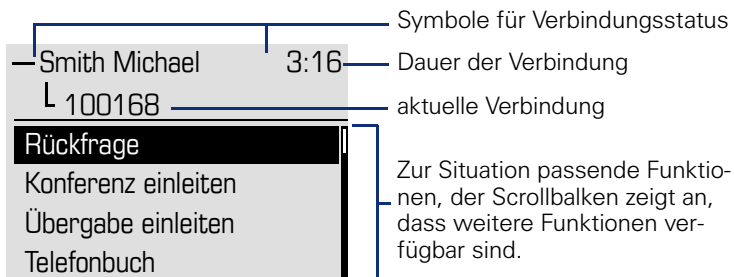 Symbole für Verbindungsstatus
Smith Michael 3:16
Dauer der Verbindung
100168
aktuelle Verbindung
Rückfrage
Konferenz einleiten
Übergabe einleiten
Telefonbuch
Zur Situation passende Funktio-
nen, der Scrollbalken zeigt an,
dass weitere Funktionen ver-
fügbar sind.